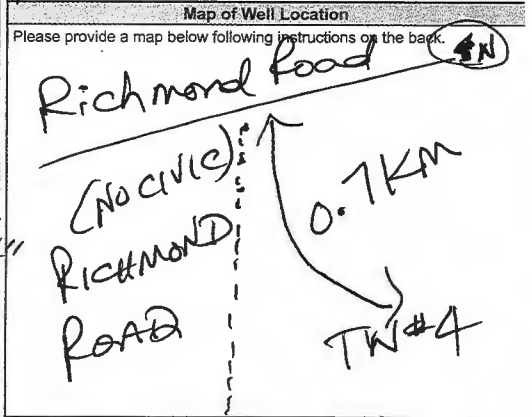 Map of Well Location
Please provide a map below following instructions on the back.
N
Richmond Road
(NO CIVIC)
RICHMOND
ROAD
0.7KM
TW#4